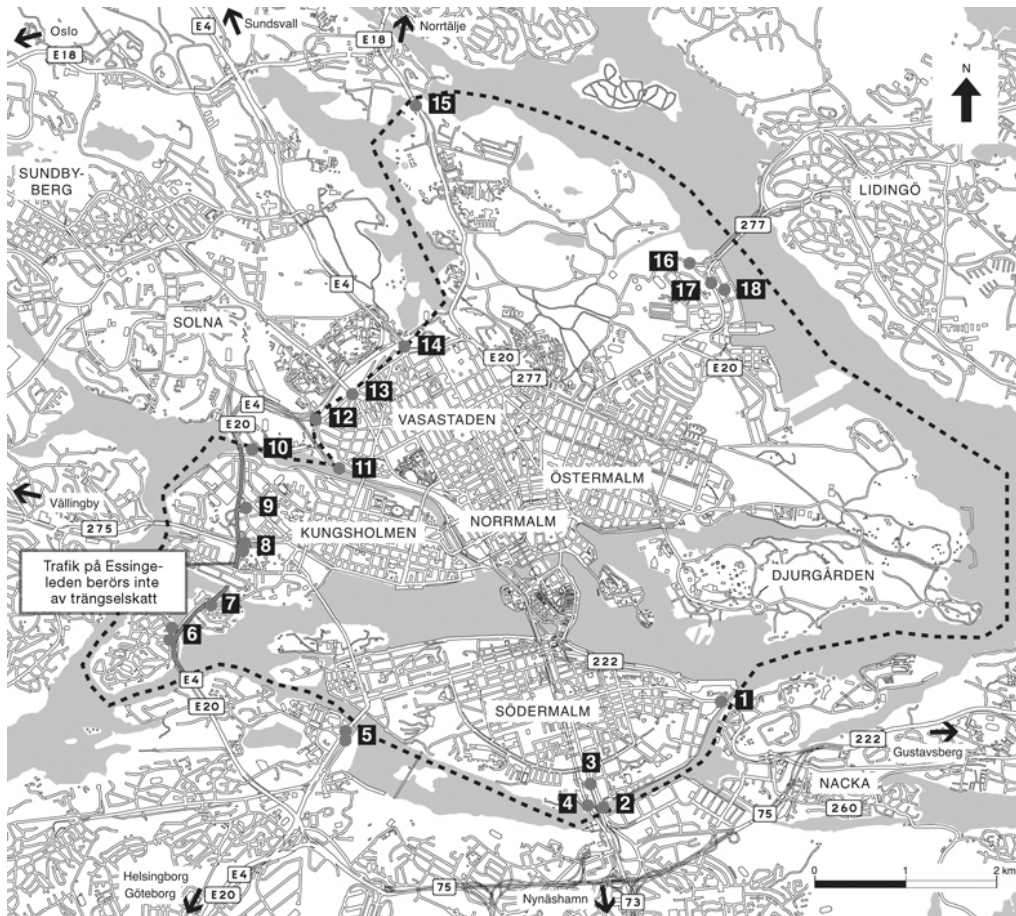 Oslo
E18
E4
Sundsvall
E18
Norrtälje
N
15
SUNDBY-
BERG
LIDINGÖ
277
16
17
18
E4
SOLNA
14
E20
277
E20
13
E4
12
VASASTADEN
E20
10
11
ÖSTERMALM
Vällingby
275
9
NORRMALM
KUNGSHOLMEN
8
Trafik på Essinge-
leden berörs inte
av trängselskatt
DJURGÅRDEN
7
6
222
E4
E20
1
SÖDERMALM
5
222
Gustavsberg
3
NACKA
4
2
260
75
Helsingborg
Göteborg
E4
E20
75
Nynäshamn
73
0
1
2 km